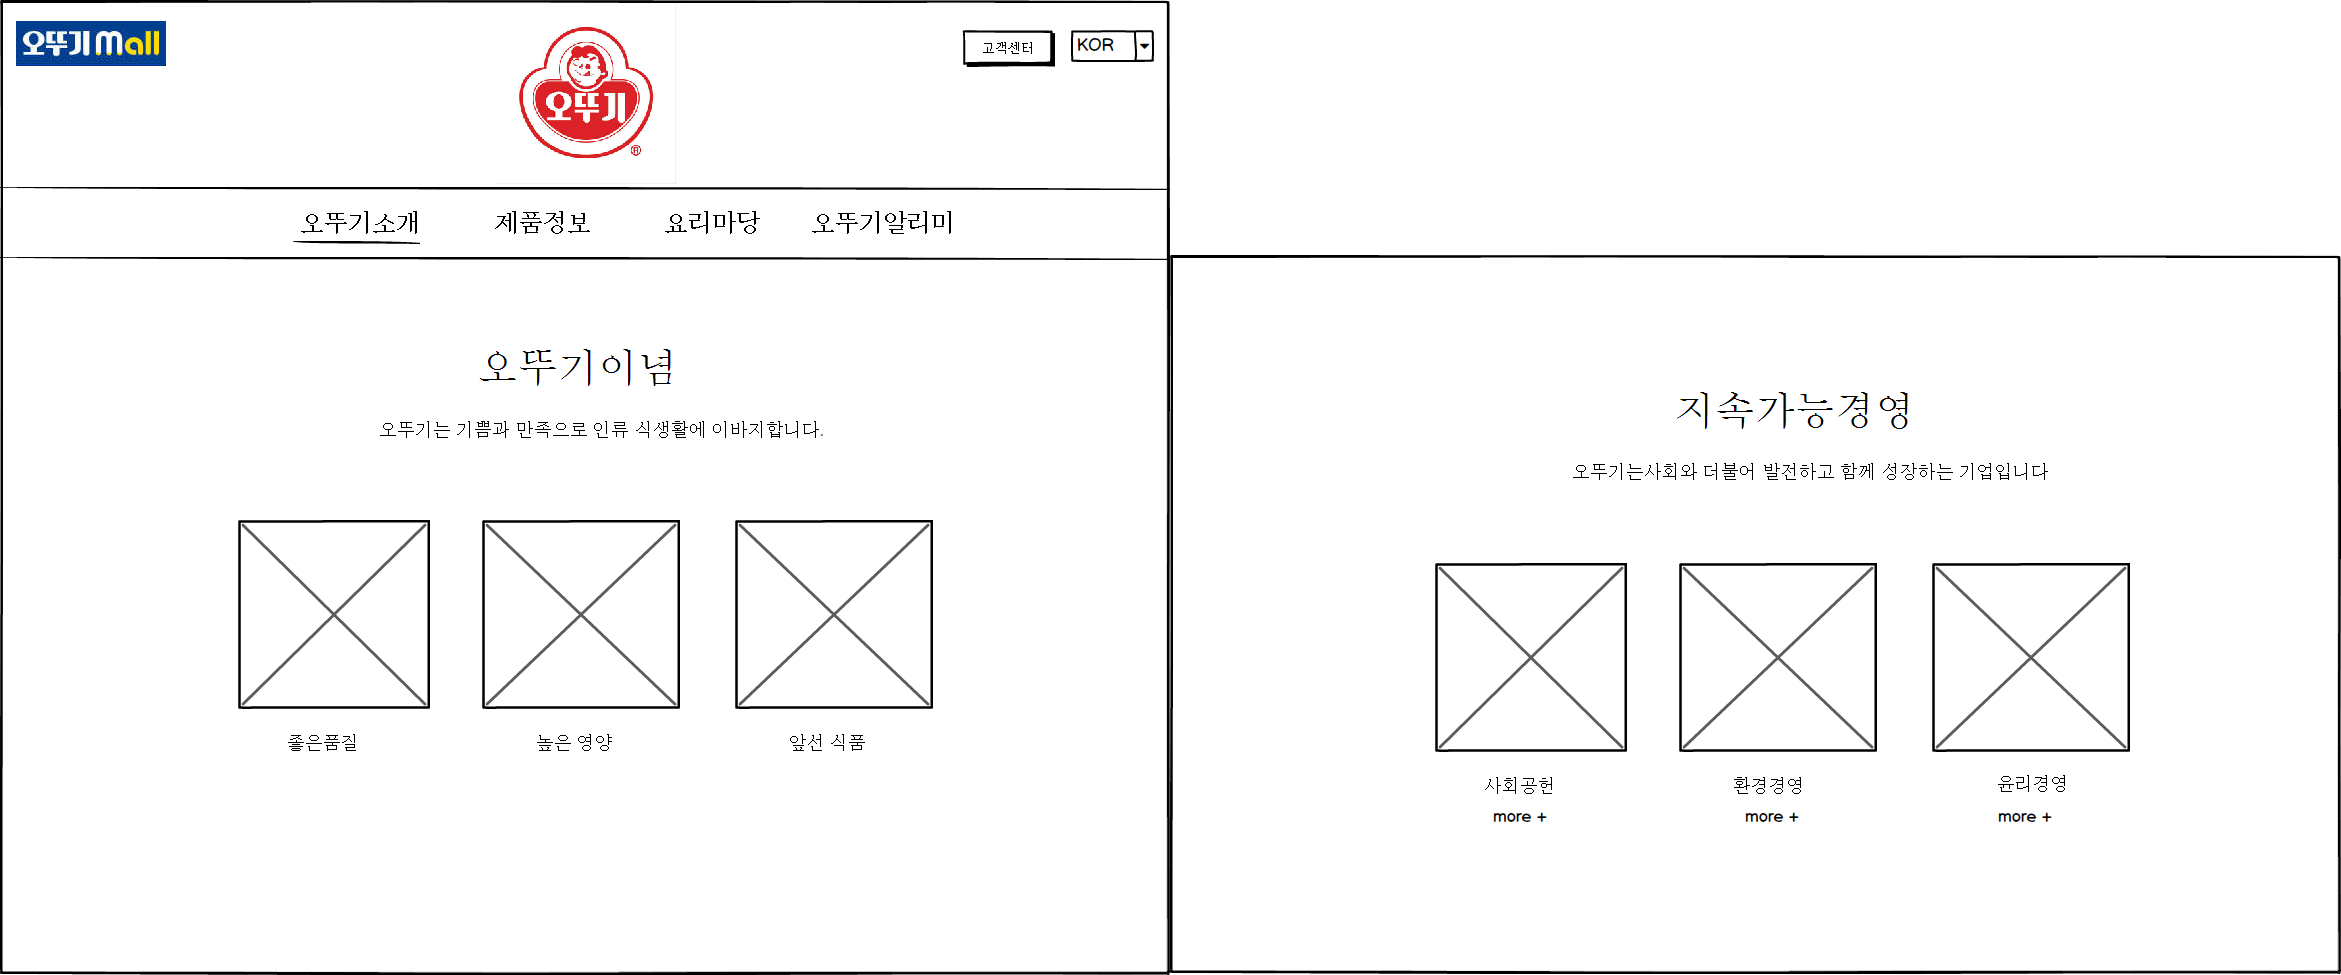 오뚜기mall
오뚜기
®
고객센터
KOR
오뚜기소개
제품정보
요리마당
오뚜기알리미
오뚜기이념
오뚜기는 기쁨과 만족으로 인류 식생활에 이바지합니다.
좋은품질
높은 영양
앞선 식품
지속가능경영
오뚜기는사회와 더불어 발전하고 함께 성장하는 기업입니다
사회공헌
환경경영
윤리경영
more +
more +
more +